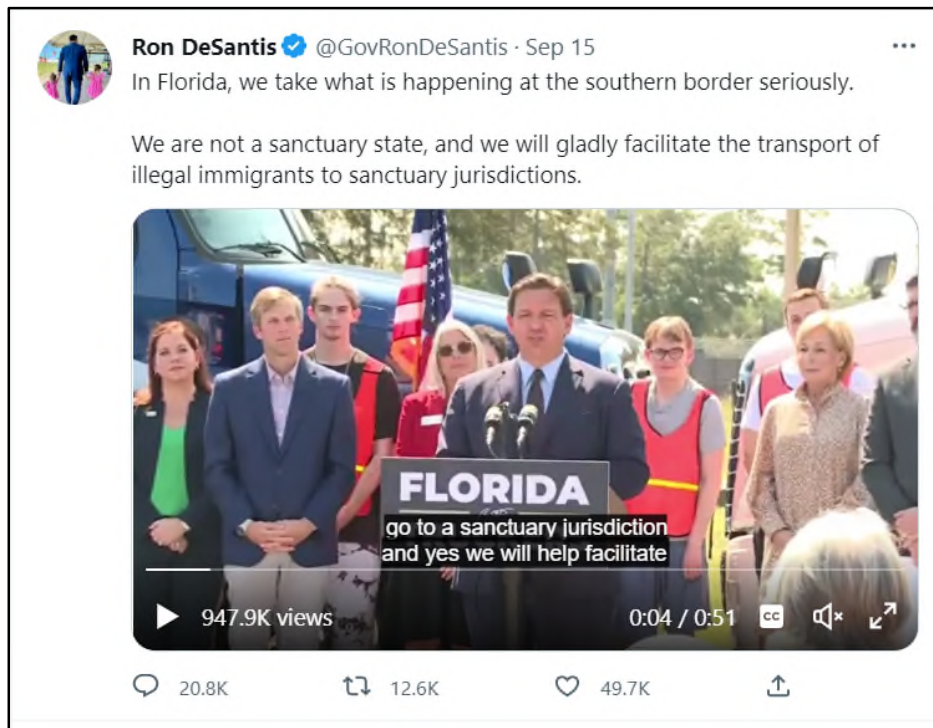 Ron DeSantis @GovRonDeSantis · Sep 15
In Florida, we take what is happening at the southern border seriously.
We are not a sanctuary state, and we will gladly facilitate the transport of
illegal immigrants to sanctuary jurisdictions.
FLORIDA
go to a sanctuary jurisdiction
and yes we will help facilitate
947.9K views
0:04 / 0:51
CC
20.8K
12.6K
49.7K